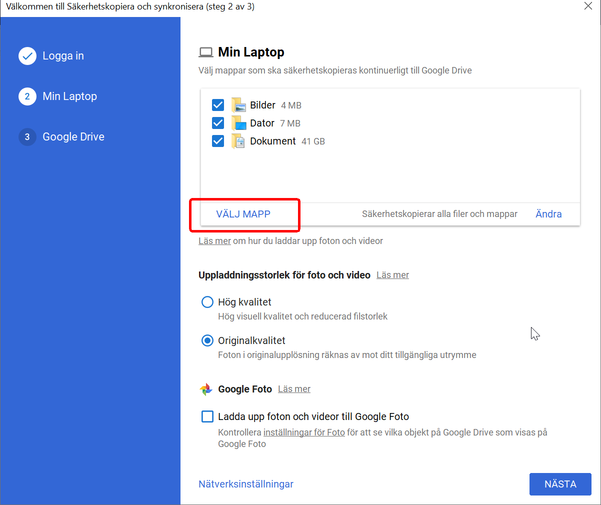 Välkommen till Säkerhetskopiera och synkronisera (steg 2 av 3)
Logga in
2 Min Laptop
3 Google Drive
Min Laptop
Välj mappar som ska säkerhetskopieras kontinuerligt till Google Drive
Bilder 4 MB
Dator 7 MB
Dokument 41 GB
VÄLJ MAPP Säkerhetskopierar alla filer och mappar Ändra
Läs mer om hur du laddar upp foton och videor
Uppladdningsstorlek för foto och video Läs mer
Hög kvalitet
Hög visuell kvalitet och reducerad filstorlek
Originalkvalitet
Foton i originalupplösning räknas av mot ditt tillgängliga utrymme
Google Foto Läs mer
Ladda upp foton och videor till Google Foto
Kontrollera inställningar för Foto för att se vilka objekt på Google Drive som visas på
Google Foto
Nätverksinställningar NÄSTA